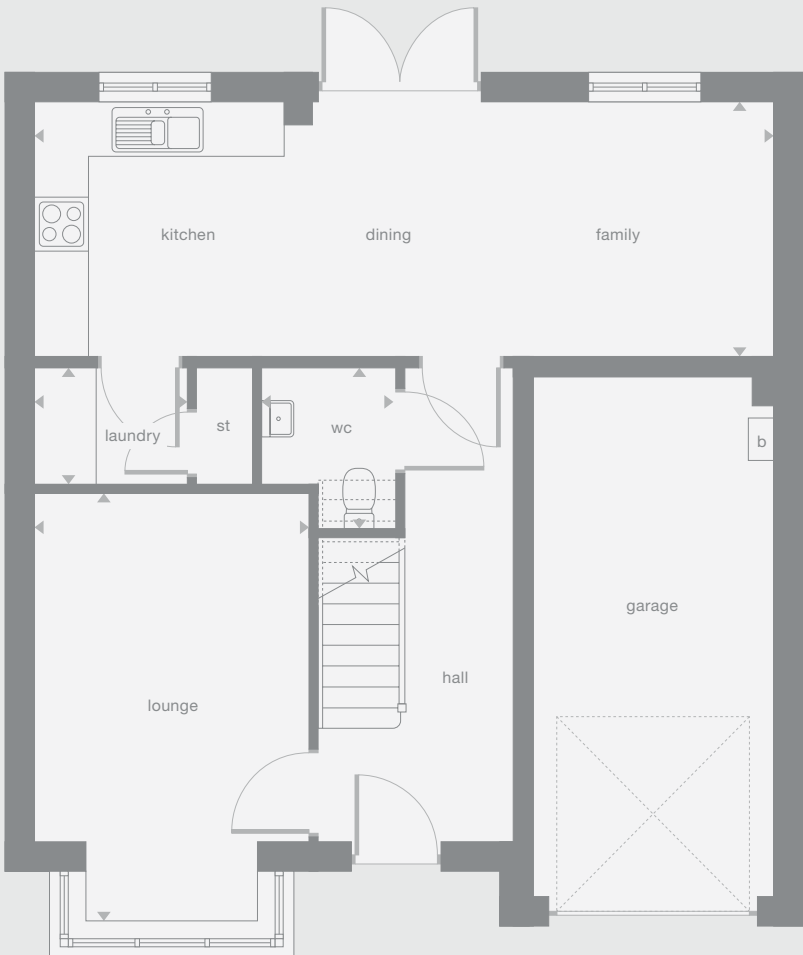 kitchen
dining
family
laundry
st
wc
b
garage
hall
lounge